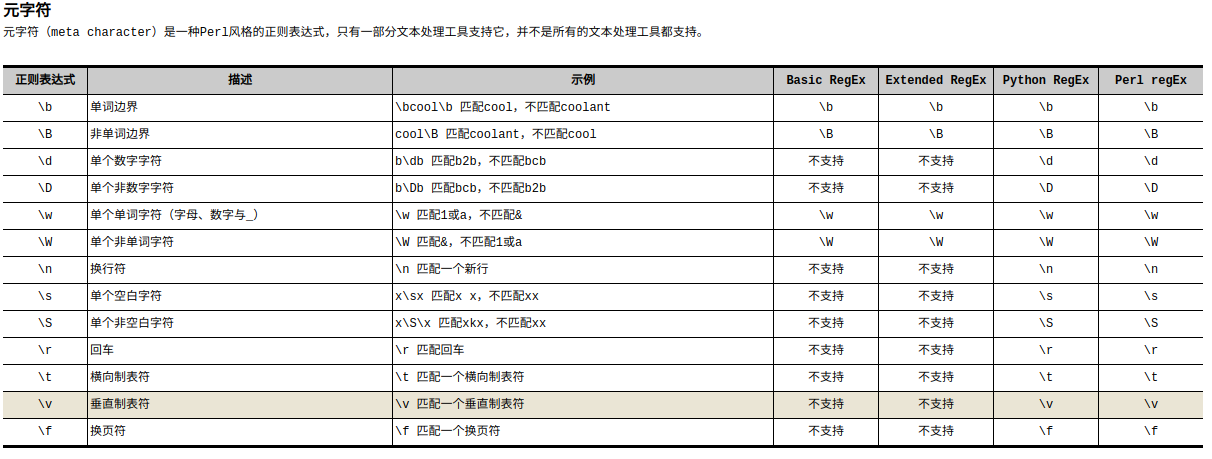 元字符
元字符（meta character）是一种Perl风格的正则表达式，只有一部分文本处理工具支持它，并不是所有的文本处理工具都支持。
正则表达式 描述 示例 Basic RegEx Extended RegEx Python RegEx Perl regEx
\b 单词边界 \bcool\b 匹配cool，不匹配coolant \b \b \b \b
\B 非单词边界 cool\B 匹配coolant，不匹配cool \B \B \B \B
\d 单个数字字符 b\db 匹配b2b，不匹配bcb 不支持 不支持 \d \d
\D 单个非数字字符 b\Db 匹配bcb，不匹配b2b 不支持 不支持 \D \D
\w 单个单词字符（字母、数字与_） \w 匹配1或a，不匹配& \w \w \w \w
\W 单个非单词字符 \W 匹配&，不匹配1或a \W \W \W \W
\n 换行符 \n 匹配一个新行 不支持 不支持 \n \n
\s 单个空白字符 x\sx 匹配x x，不匹配xx 不支持 不支持 \s \s
\S 单个非空白字符 x\S\x 匹配xkx，不匹配xx 不支持 不支持 \S \S
\r 回车 \r 匹配回车 不支持 不支持 \r \r
\t 横向制表符 \t 匹配一个横向制表符 不支持 不支持 \t \t
\v 垂直制表符 \v 匹配一个垂直制表符 不支持 不支持 \v \v
\f 换页符 \f 匹配一个换页符 不支持 不支持 \f \f